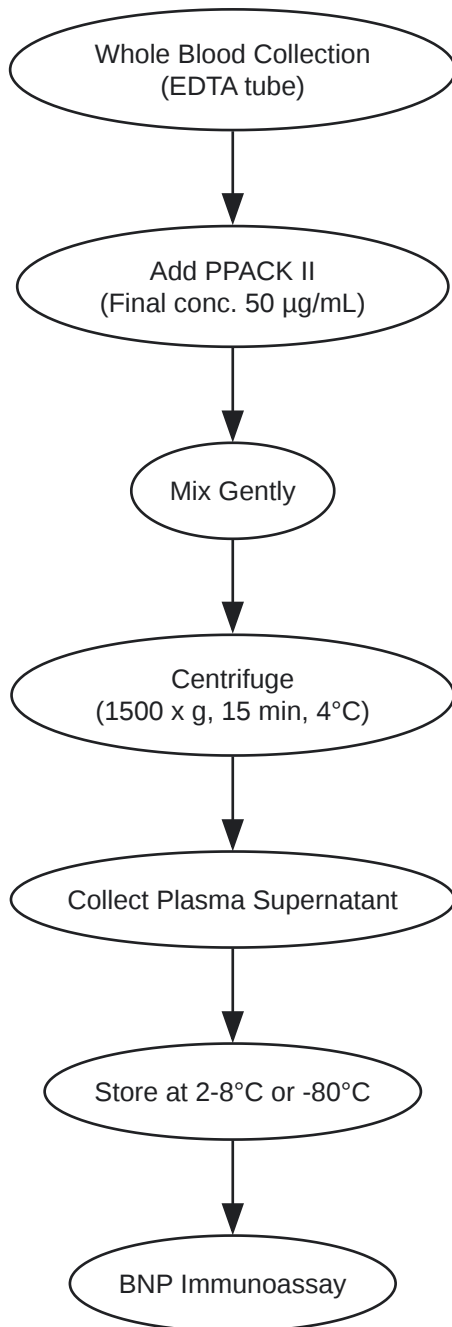 Whole Blood Collection
(EDTA tube)
Add PPACK II
(Final conc. 50 µg/mL)
Mix Gently
Centrifuge
(1500 x g, 15 min, 4°C)
Collect Plasma Supernatant
Store at 2-8°C or -80°C
BNP Immunoassay